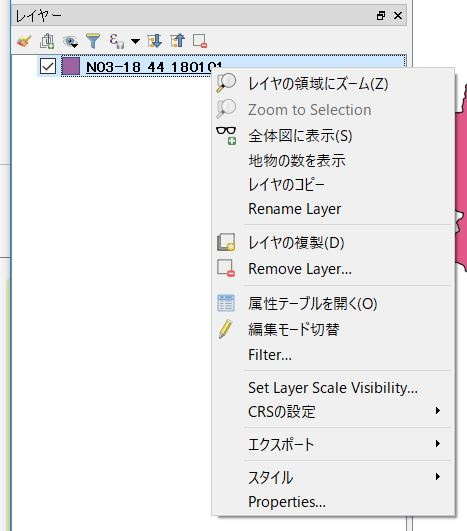 レイヤー
N03-18_44_180101
レイヤの領域にズーム(Z)
Zoom to Selection
全体図に表示(S)
地物の数を表示
レイヤのコピー
Rename Layer
レイヤの複製(D)
Remove Layer...
属性テーブルを開く(O)
編集モード切替
Filter...
Set Layer Scale Visibility...
CRSの設定
エクスポート
スタイル
Properties...